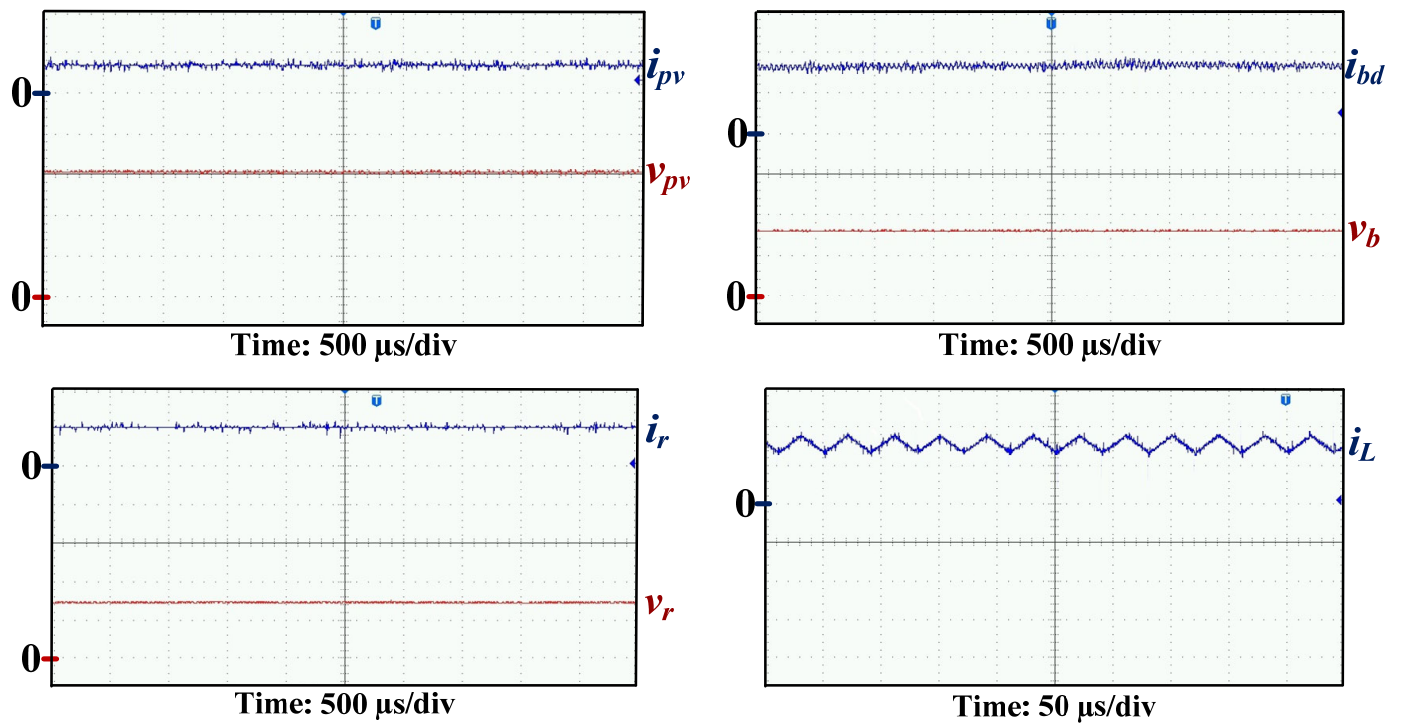 T
i_pv
0
v_pv
0
Time: 500 μs/div
T
i_bd
0
v_b
0
Time: 500 μs/div
T
i_r
0
v_r
0
Time: 500 μs/div
T
i_L
0
Time: 50 μs/div